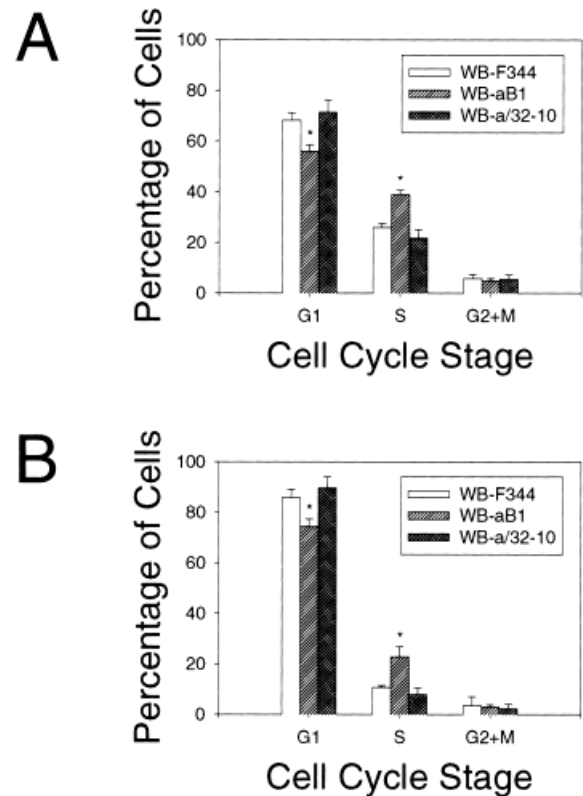 A
Percentage of Cells
100
80
60
40
20
0
WB-F344
WB-aB1
WB-a/32-10
*
*
G1 S G2+M
Cell Cycle Stage
B
Percentage of Cells
100
80
60
40
20
0
WB-F344
WB-aB1
WB-a/32-10
*
*
G1 S G2+M
Cell Cycle Stage